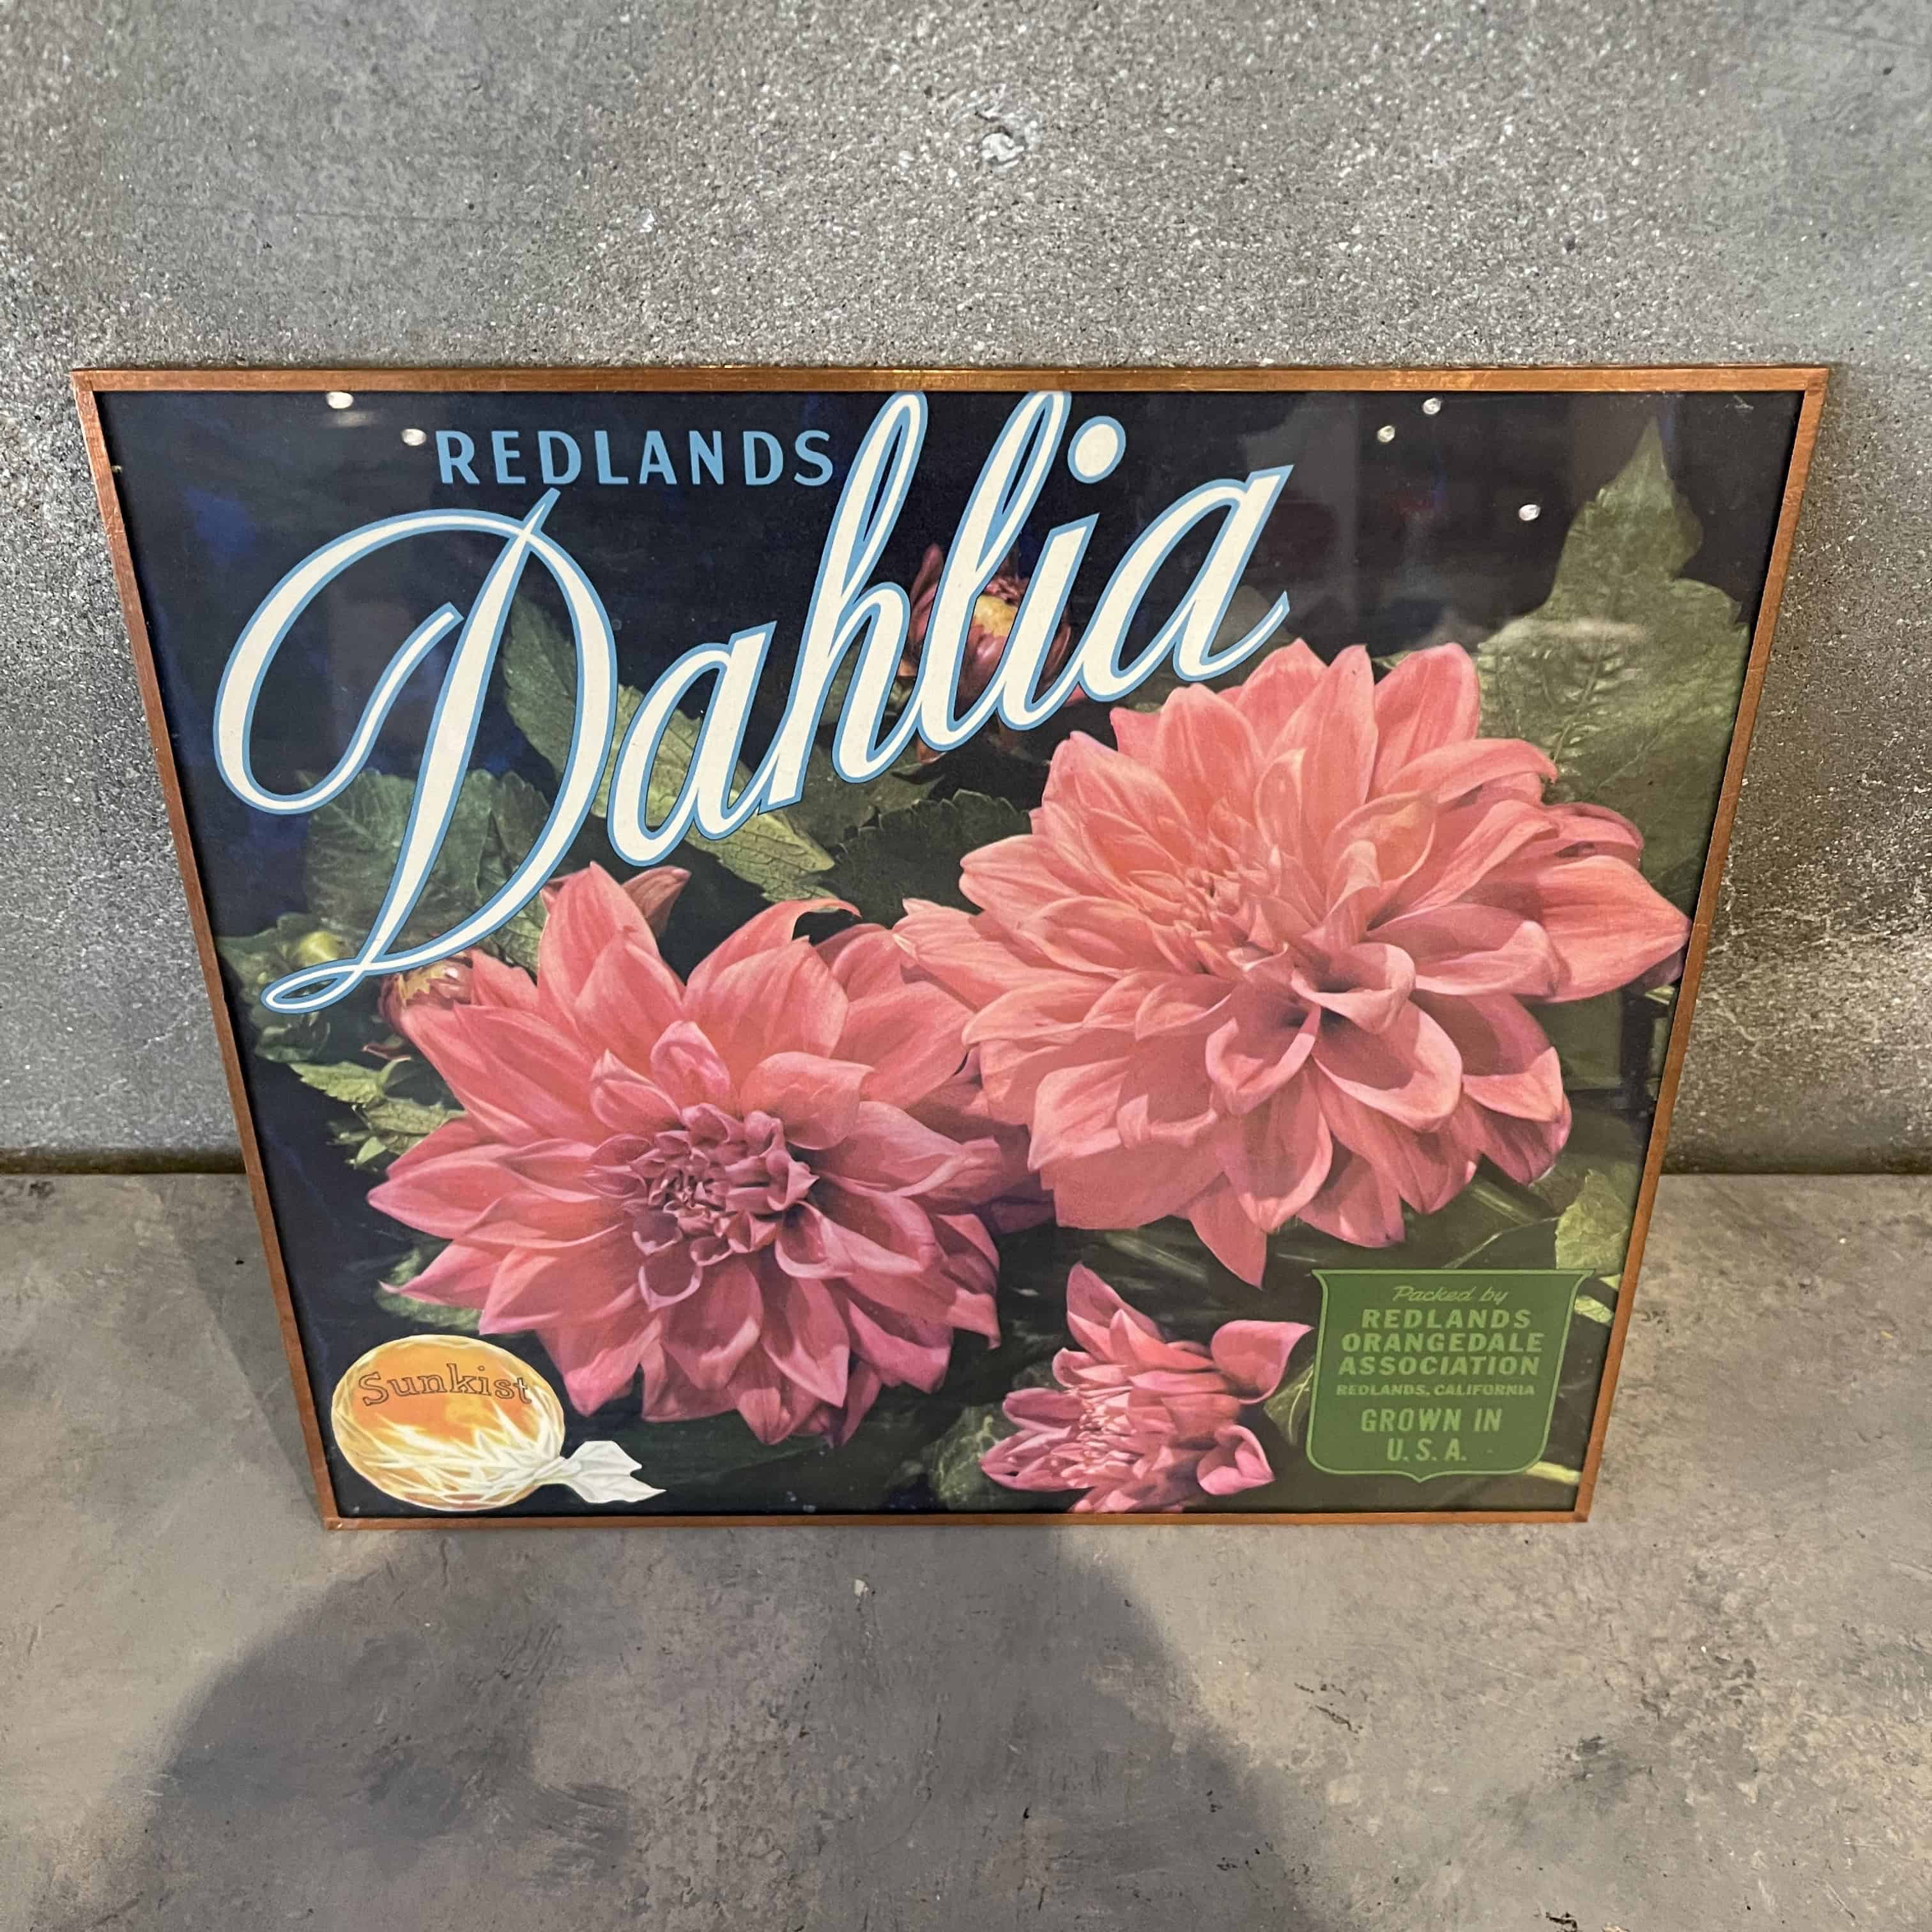 REDLANDS
Dahlia
Sunkist
Packed by
REDLANDS
ORANGEDALE
ASSOCIATION
REDLANDS, CALIFORNIA
GROWN IN
U.S.A.